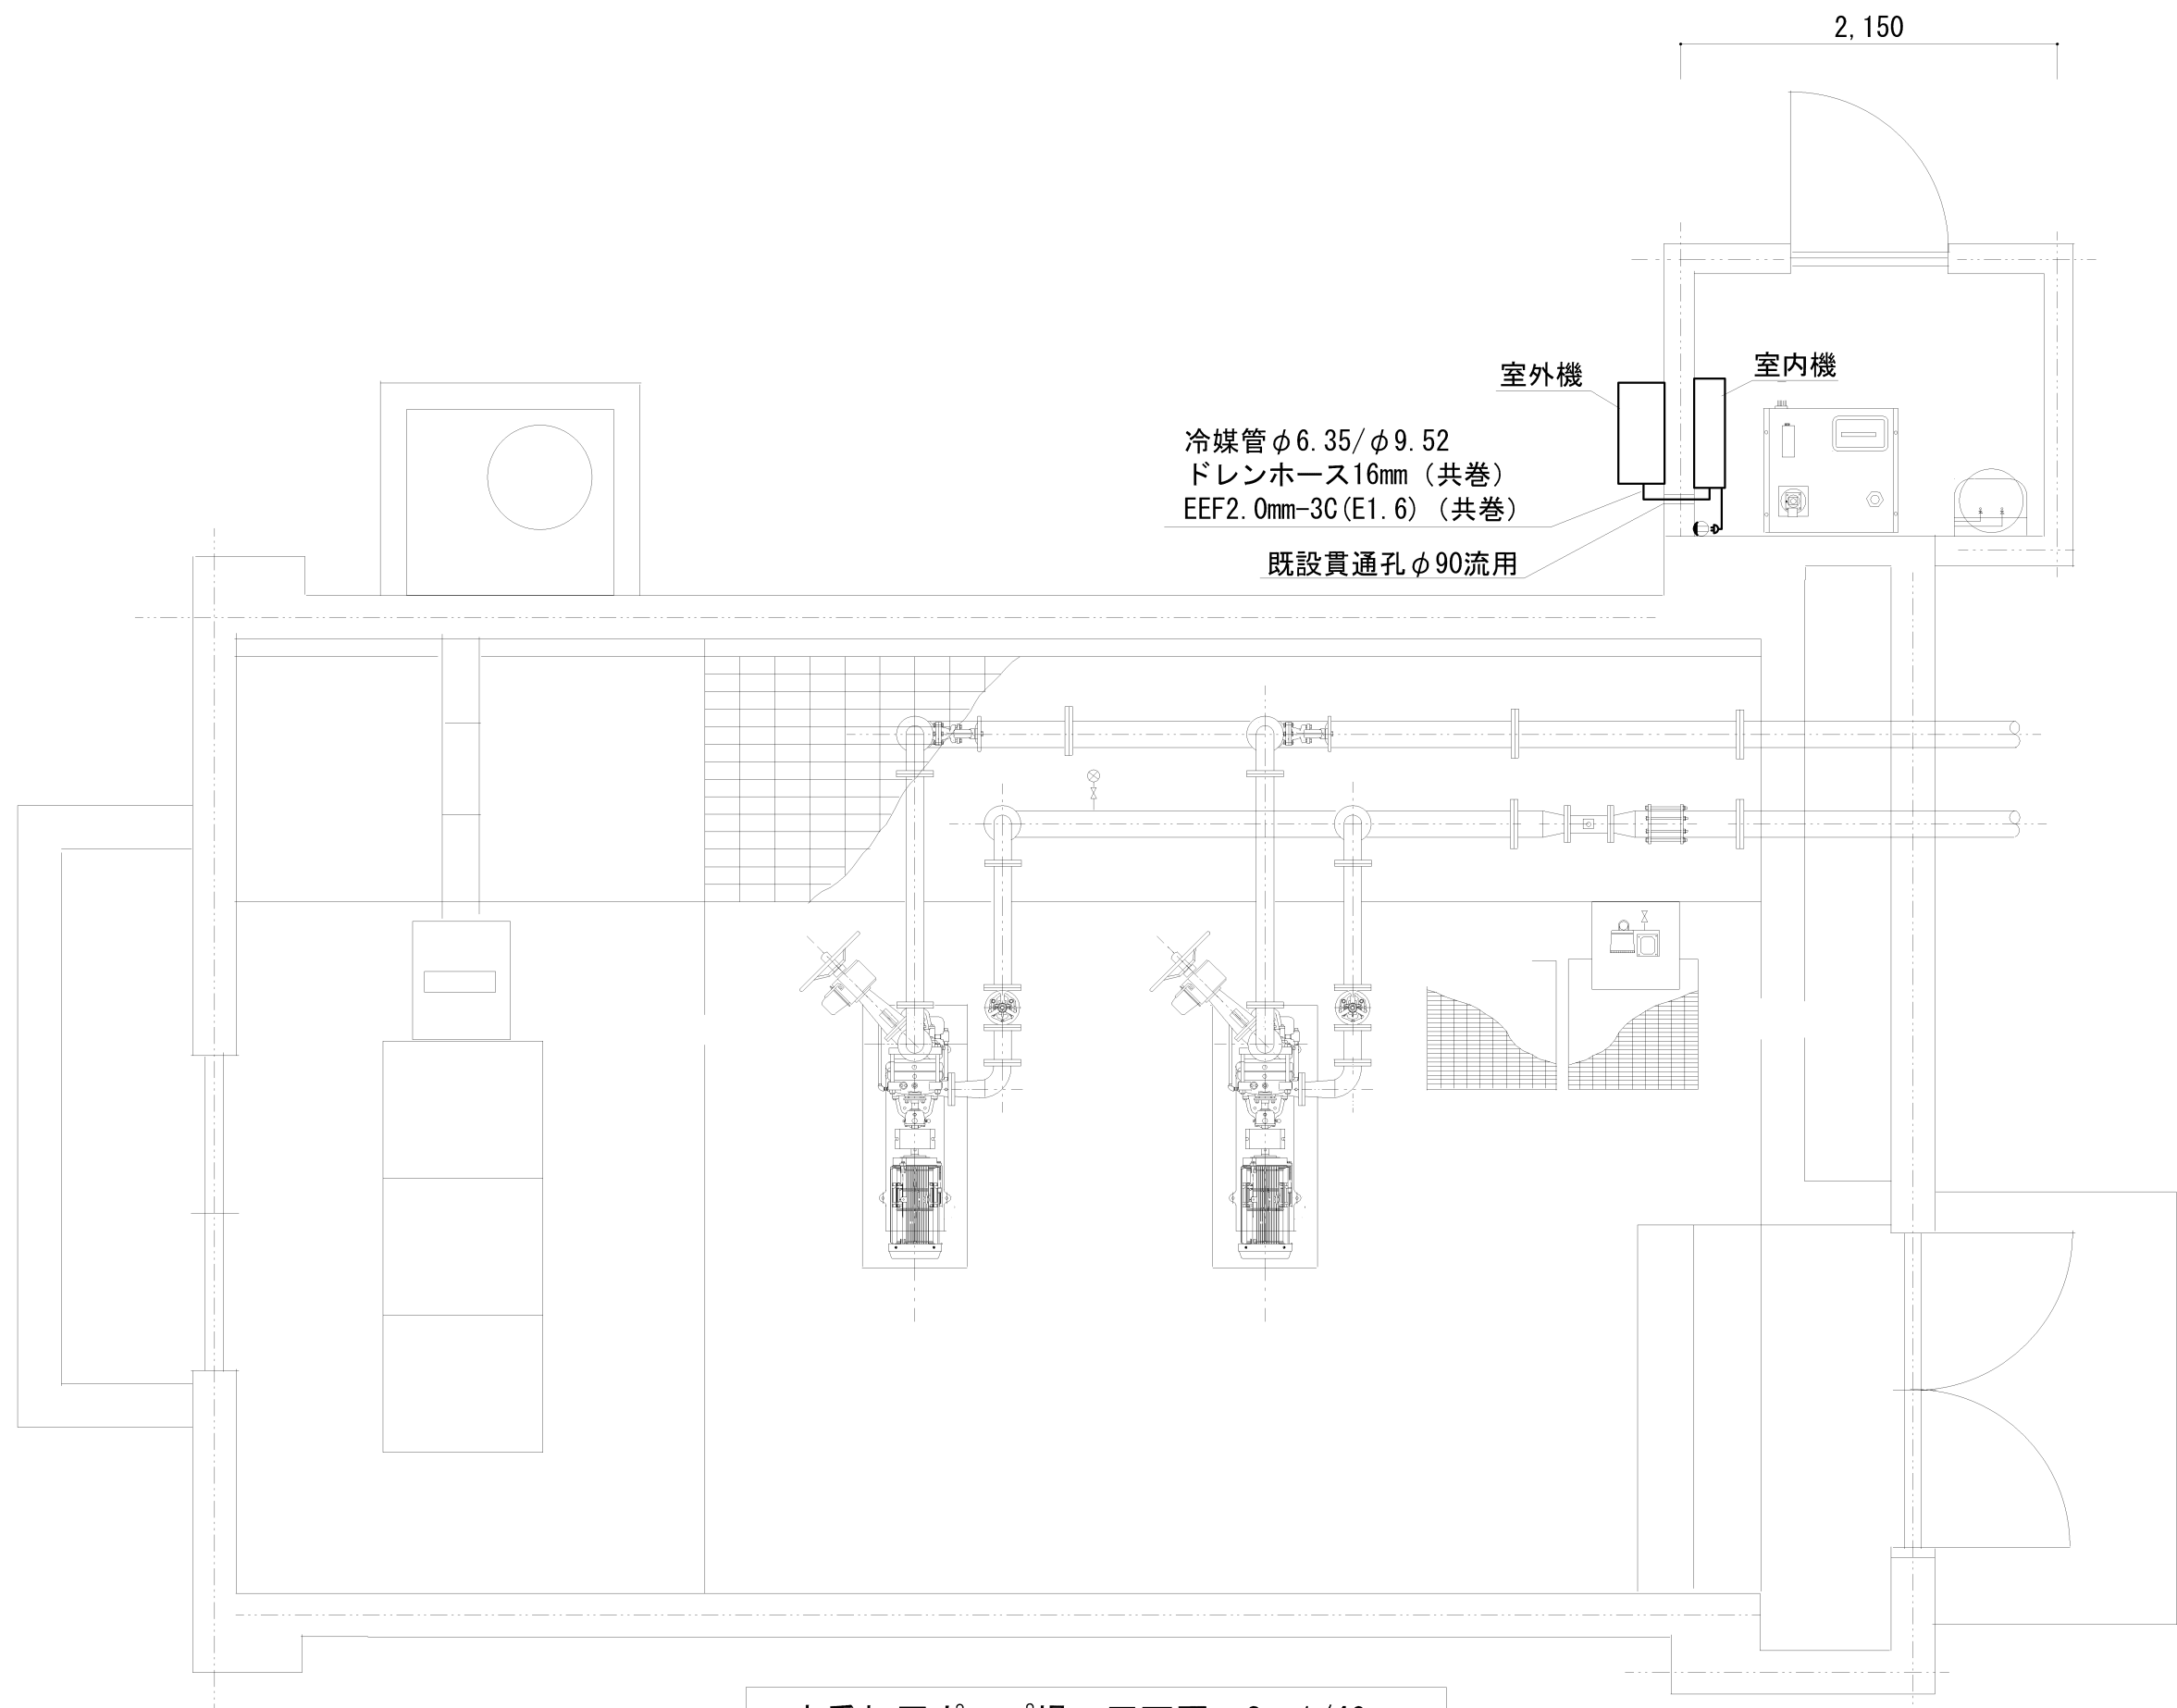 2,150
室内機
室外機
冷媒管φ6.35/φ9.52
ドレンホース16mm（共巻）
EEF2.0mm-3C(E1.6)（共巻）
既設貫通孔φ90流用